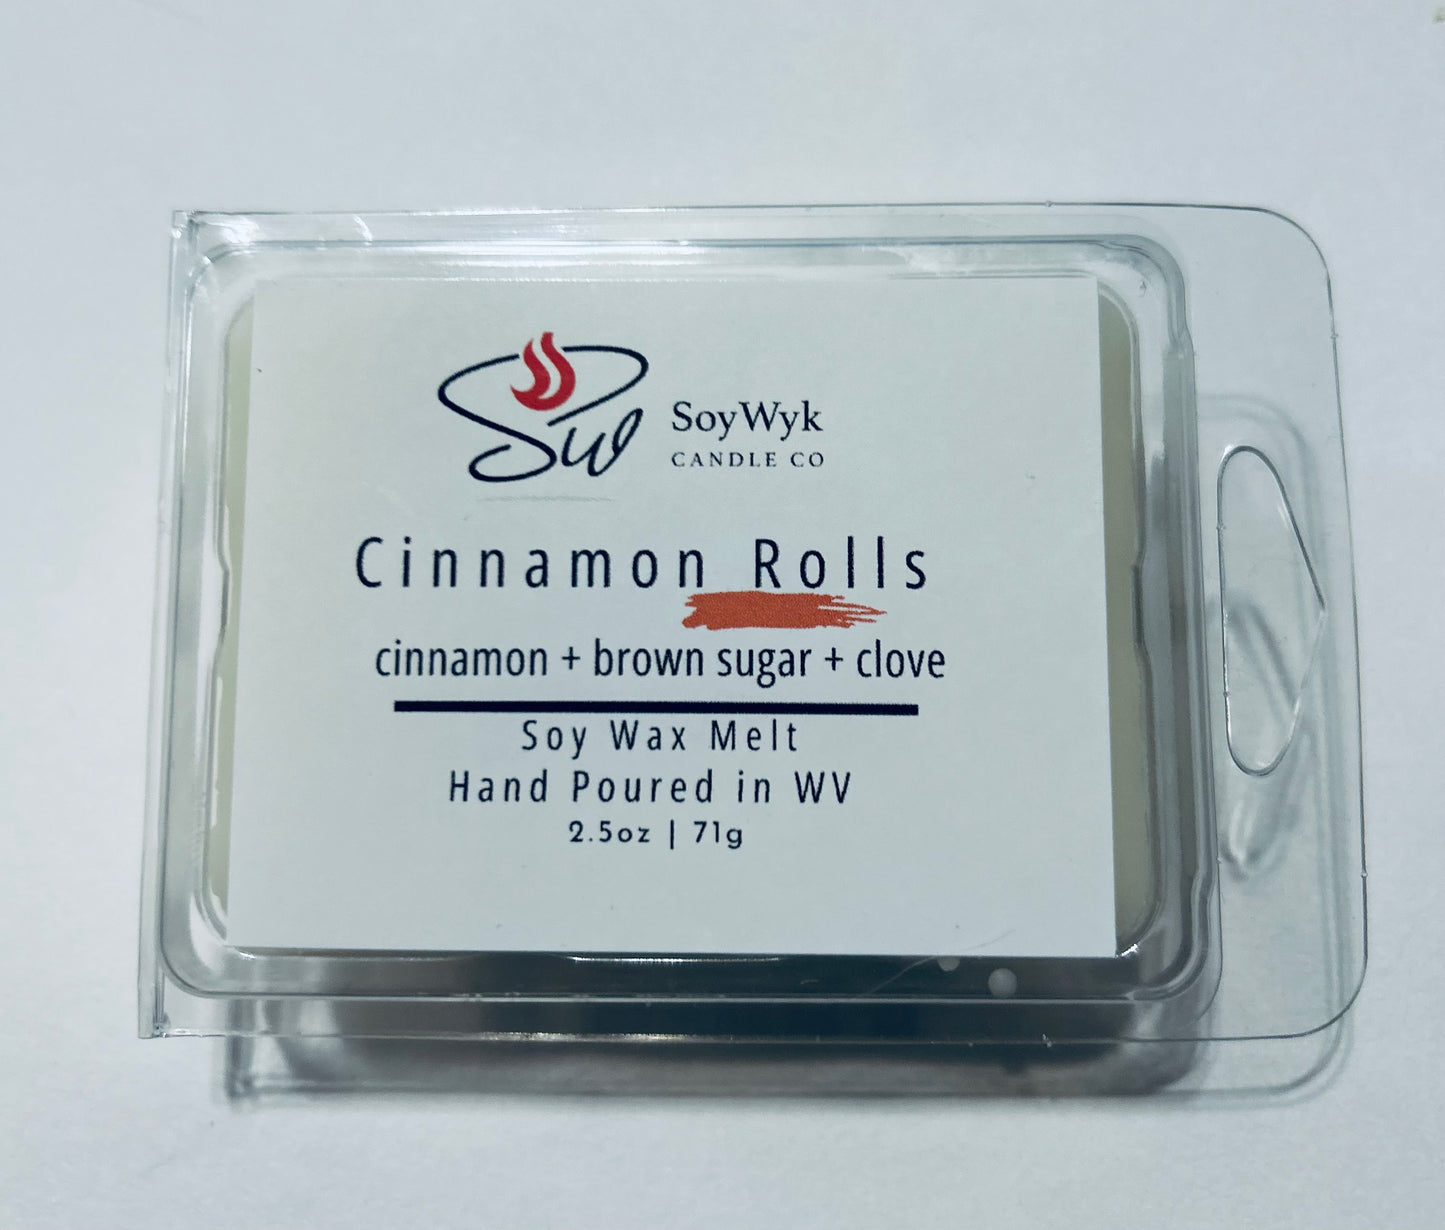 Sw
SoyWyk
CANDLE CO
Cinnamon Rolls
cinnamon + brown sugar + clove
Soy Wax Melt
Hand Poured in WV
2.5oz | 71g